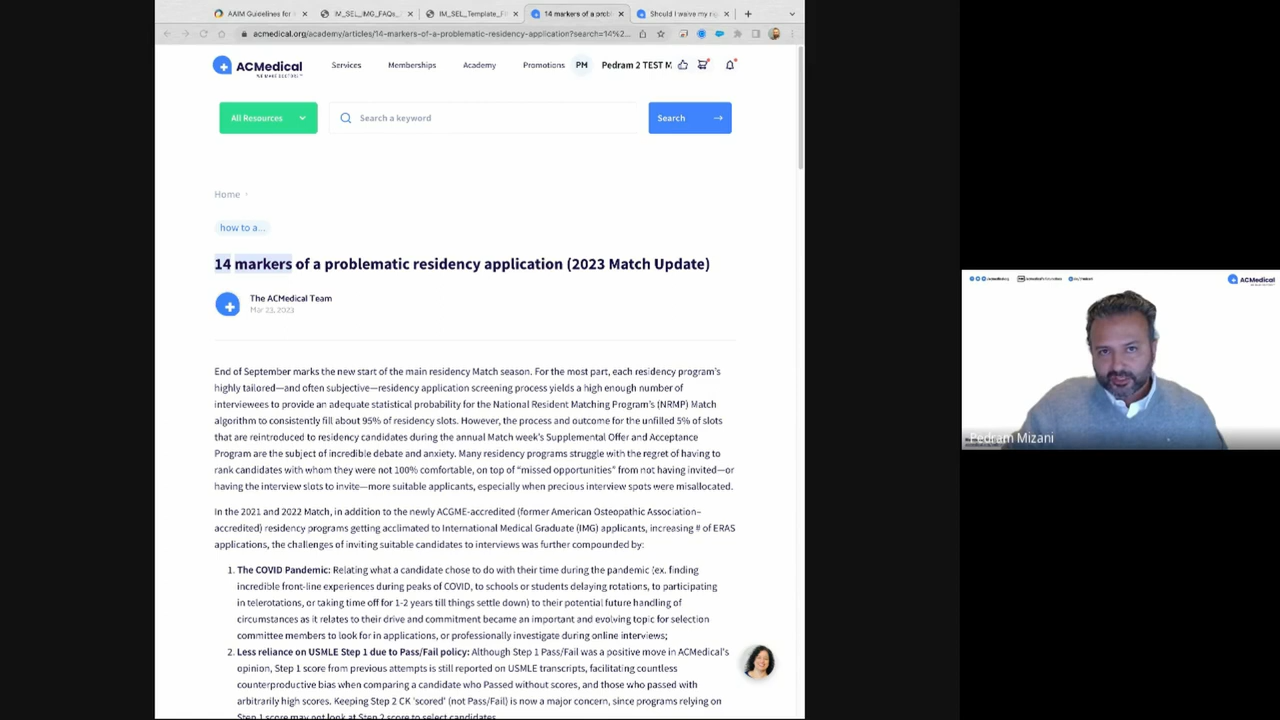 AAIM Guidelines for
IM_SEL_IMG_FAQs
IM_SEL_Template_F
14 markers of a prob
Should I waive my rig
acmedical.org/academy/articles/14-markers-of-a-problematic-residency-application?search=14%2...
ACMedical
Services
Memberships
Academy
Promotions
PM
Pedram 2 TEST M
All Resources
Search a keyword
Search
Home
how to a...
14 markers of a problematic residency application (2023 Match Update)
The ACMedical Team
Mar 23, 2023
End of September marks the new start of the main residency Match season. For the most part, each residency program's
highly tailored—and often subjective—residency application screening process yields a high enough number of
interviewees to provide an adequate statistical probability for the National Resident Matching Program's (NRMP) Match
algorithm to consistently fill about 95% of residency slots. However, the process and outcome for the unfilled 5% of slots
that are reintroduced to residency candidates during the annual Match week's Supplemental Offer and Acceptance
Program are the subject of incredible debate and anxiety. Many residency programs struggle with the regret of having to
rank candidates with whom they were not 100% comfortable, on top of "missed opportunities" from not having invited—or
having the interview slots to invite—more suitable applicants, especially when precious interview spots were misallocated.
In the 2021 and 2022 Match, in addition to the newly ACGME-accredited (former American Osteopathic Association–
accredited) residency programs getting acclimated to International Medical Graduate (IMG) applicants, increasing # of ERAS
applications, the challenges of inviting suitable candidates to interviews was further compounded by:
1. The COVID Pandemic: Relating what a candidate chose to do with their time during the pandemic (ex. finding
incredible front-line experiences during peaks of COVID, to schools or students delaying rotations, to participating
in telerotations, or taking time off for 1-2 years till things settle down) to their potential future handling of
circumstances as it relates to their drive and commitment became an important and evolving topic for selection
committee members to look for in applications, or professionally investigate during online interviews;
2. Less reliance on USMLE Step 1 due to Pass/Fail policy: Although Step 1 Pass/Fail was a positive move in ACMedical's
opinion, Step 1 score from previous attempts is still reported on USMLE transcripts, facilitating countless
counterproductive bias when comparing a candidate who Passed without scores, and those who passed with
arbitrarily high scores. Keeping Step 2 CK 'scored' (not Pass/Fail) is now a major concern, since programs relying on
Step 1 score may not look at Step 2 score to select candidates.
ACMedical
Pedram Mizani